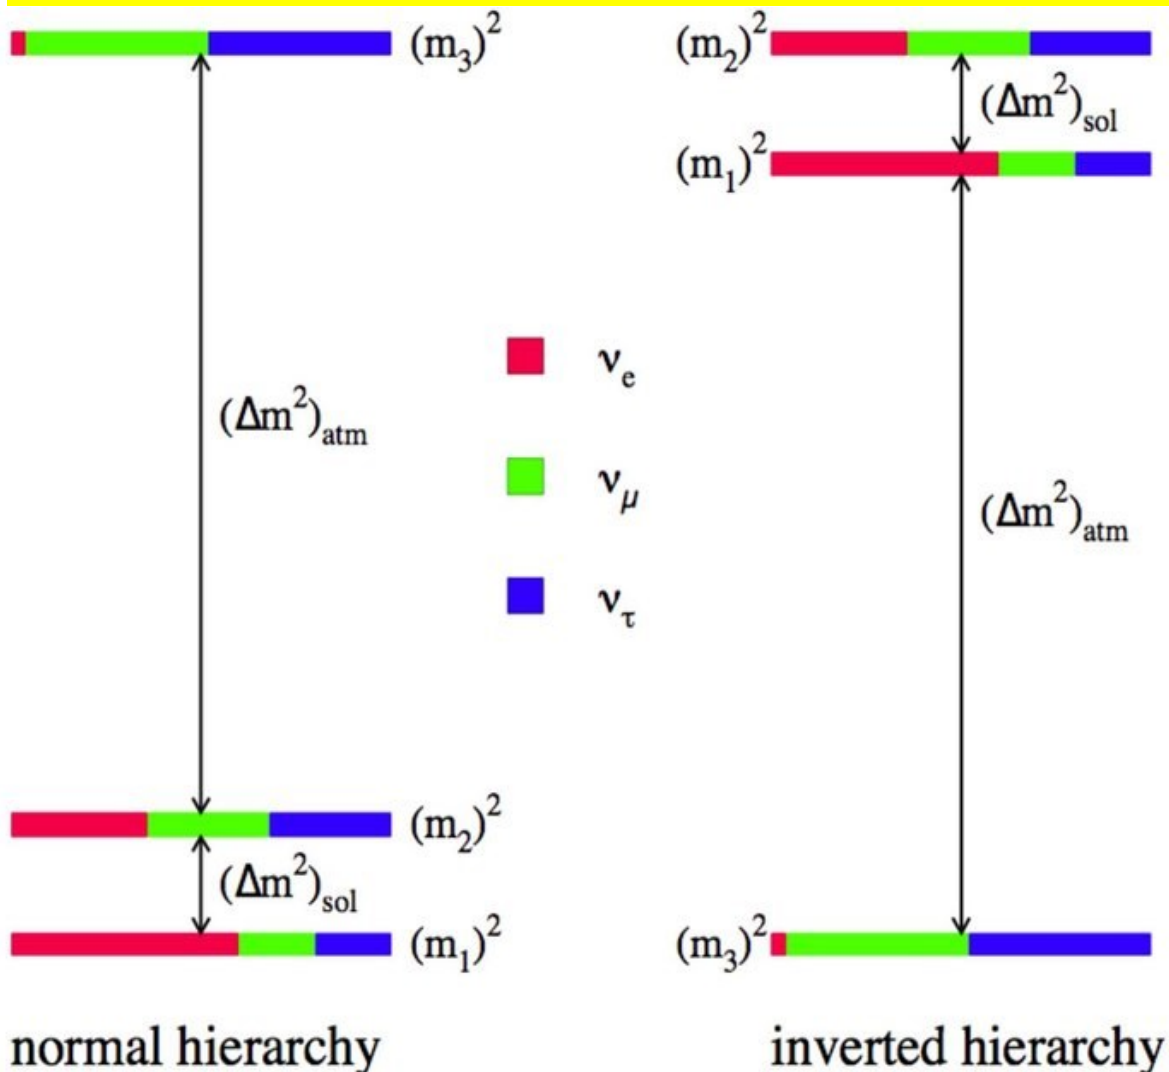 (m₃)²
(m₂)²
(Δm²)sol
(m₁)²
νe
(Δm²)atm
νμ
(Δm²)atm
ντ
(m₂)²
(Δm²)sol
(m₁)²
(m₃)²
normal hierarchy
inverted hierarchy